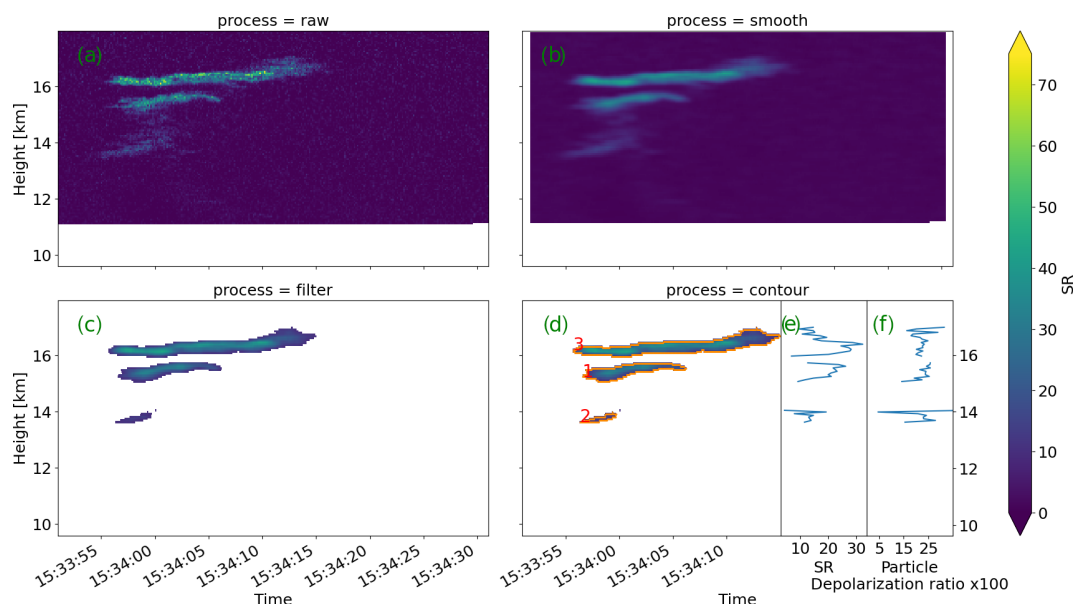 process = raw
process = smooth
(a)
(b)
Height [km]
16
14
12
10
process = filter
process = contour
(c)
(d)
(e)
(f)
3
1
2
Height [km]
16
14
12
10
16
14
12
10
15:33:55
15:34:00
15:34:05
15:34:10
15:34:15
15:34:20
15:34:25
15:34:30
Time
15:33:55
15:34:00
15:34:05
15:34:10
Time
10 20 30
SR
5 15 25
Particle
Depolarization ratio x100
70
60
50
40
30
20
10
0
SR